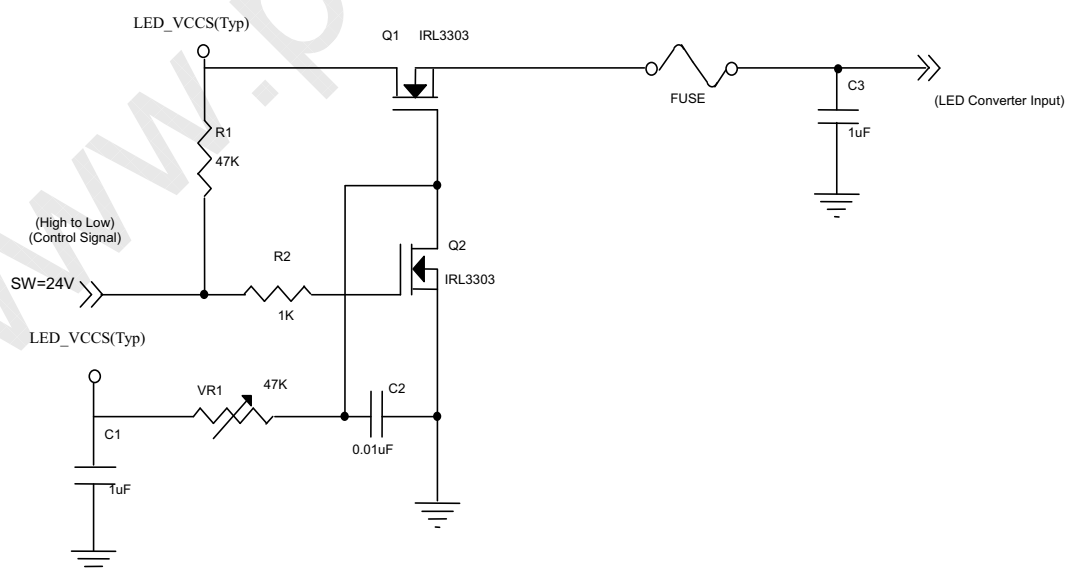 LED_VCCS(Typ)
Q1 IRL3303
FUSE
C3
(LED Converter Input)
1uF
R1
47K
(High to Low)
(Control Signal)
SW=24V
R2
1K
Q2
IRL3303
LED_VCCS(Typ)
VR1
47K
C2
0.01uF
C1
1uF
www.p